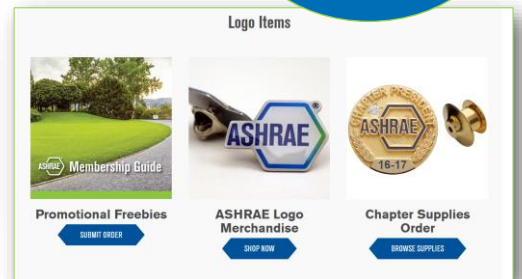 Logo Items
ASHRAE Membership Guide
ASHRAE®
CHAPTER PRESIDENT
ASHRAE
16-17
Promotional Freebies
SUBMIT ORDER
ASHRAE Logo
Merchandise
SHOP NOW
Chapter Supplies
Order
BROWSE SUPPLIES